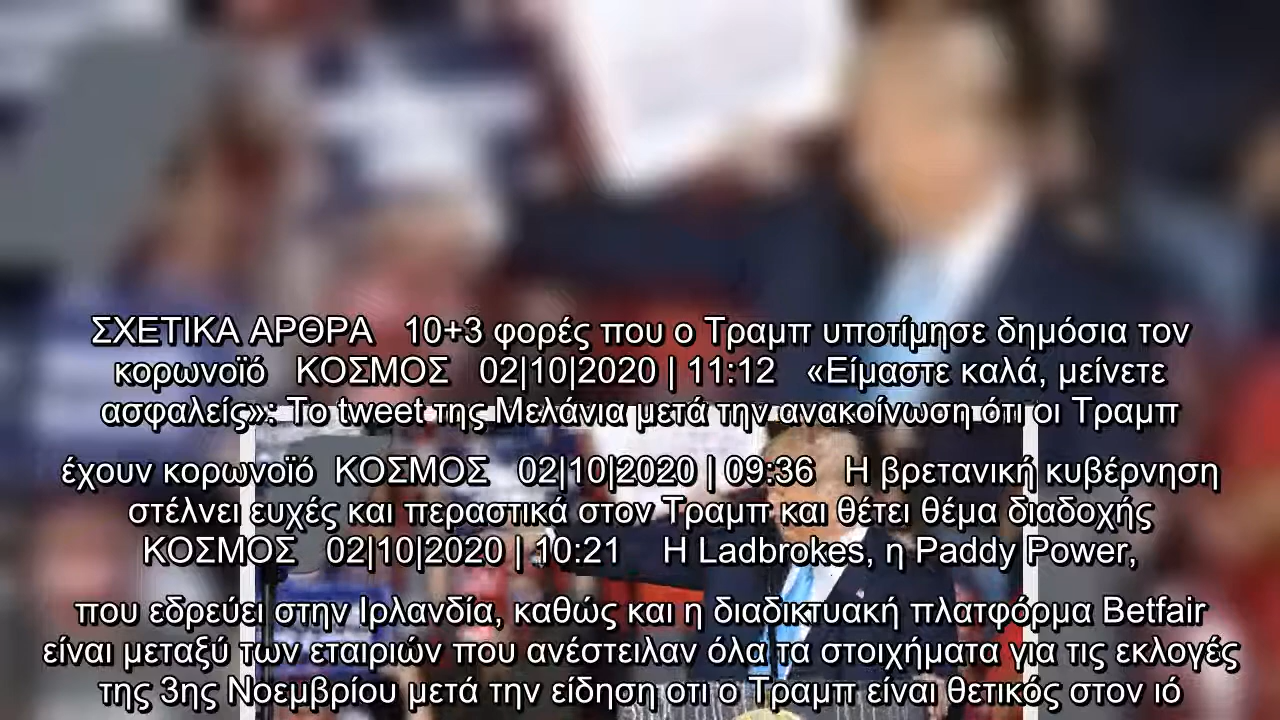 ΣΧΕΤΙΚΑ ΑΡΘΡΑ 10+3 φορές που ο Τραμπ υποτίμησε δημόσια τον
κορωνοϊό ΚΟΣΜΟΣ 02|10|2020 | 11:12 «Είμαστε καλά, μείνετε
ασφαλείς»: Το tweet της Μελάνια μετά την ανακοίνωση ότι οι Τραμπ
έχουν κορωνοϊό ΚΟΣΜΟΣ 02|10|2020 | 09:36 Η βρετανική κυβέρνηση
στέλνει ευχές και περαστικά στον Τραμπ και θέτει θέμα διαδοχής
ΚΟΣΜΟΣ 02|10|2020 | 10:21 Η Ladbrokes, η Paddy Power,
που εδρεύει στην Ιρλανδία, καθώς και η διαδικτυακή πλατφόρμα Betfair
είναι μεταξύ των εταιριών που ανέστειλαν όλα τα στοιχήματα για τις εκλογές
της 3ης Νοεμβρίου μετά την είδηση οτι ο Τραμπ είναι θετικός στον ιό